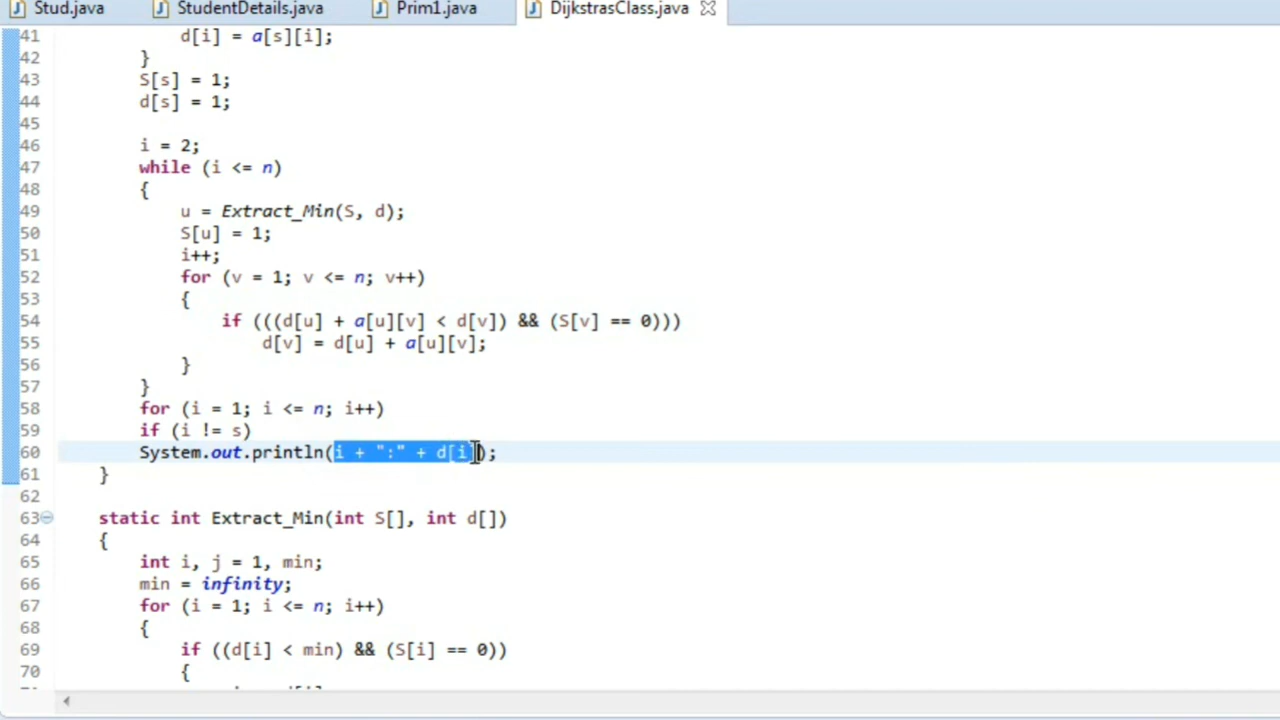 Stud.java StudentDetails.java Prim1.java DijkstrasClass.java
41 d[i] = a[s][i];
42 }
43 S[s] = 1;
44 d[s] = 1;
45
46 i = 2;
47 while (i <= n)
48 {
49 u = Extract_Min(S, d);
50 S[u] = 1;
51 i++;
52 for (v = 1; v <= n; v++)
53 {
54 if (((d[u] + a[u][v] < d[v]) && (S[v] == 0)))
55 d[v] = d[u] + a[u][v];
56 }
57 }
58 for (i = 1; i <= n; i++)
59 if (i != s)
60 System.out.println(i + ":" + d[i]);
61 }
62
63 static int Extract_Min(int S[], int d[])
64 {
65 int i, j = 1, min;
66 min = infinity;
67 for (i = 1; i <= n; i++)
68 {
69 if ((d[i] < min) && (S[i] == 0))
70 {